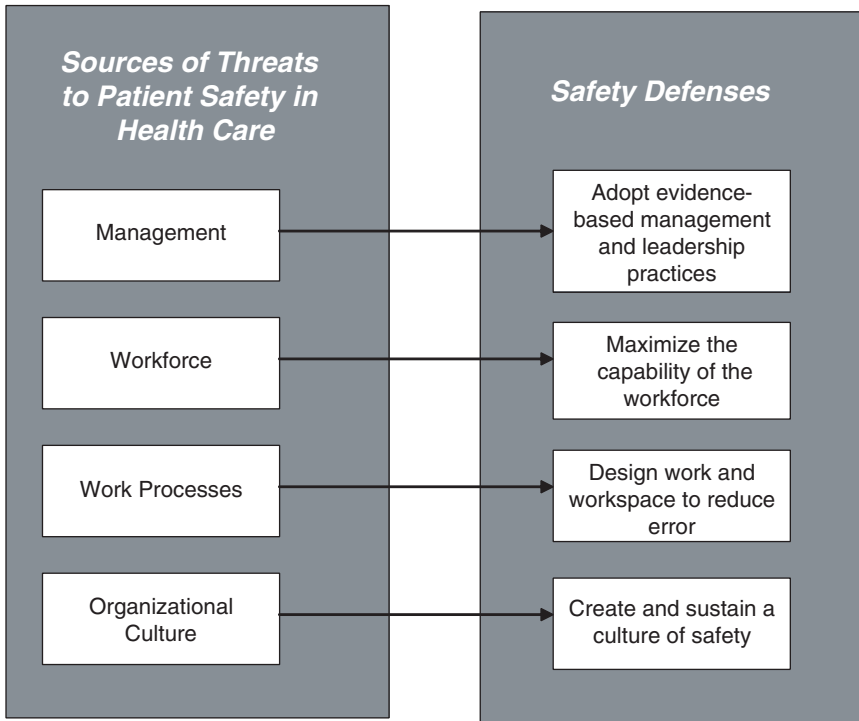 Sources of Threats
to Patient Safety in
Health Care
Management
Workforce
Work Processes
Organizational
Culture
Safety Defenses
Adopt evidence-
based management
and leadership
practices
Maximize the
capability of the
workforce
Design work and
workspace to reduce
error
Create and sustain a
culture of safety